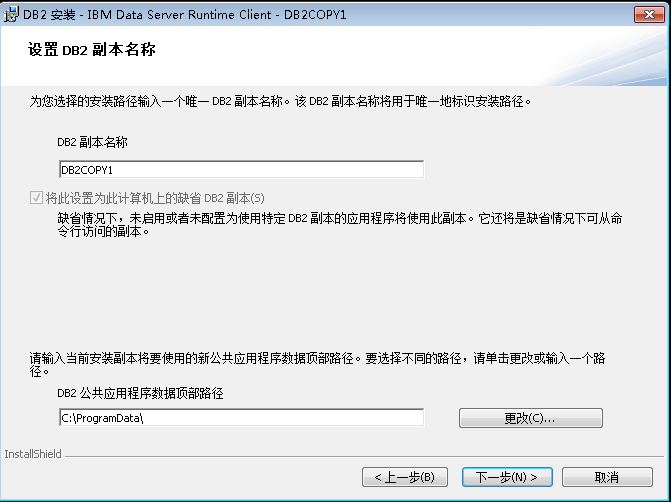 DB2 安装 - IBM Data Server Runtime Client - DB2COPY1
设置 DB2 副本名称
为您选择的安装路径输入一个唯一 DB2 副本名称。该 DB2 副本名称将用于唯一地标识安装路径。
DB2 副本名称
DB2COPY1
将此设置为此计算机上的缺省 DB2 副本(S)
缺省情况下，未启用或者未配置为使用特定 DB2 副本的应用程序将使用此副本。它还将是缺省情况下可从命
令行访问的副本。
请输入当前安装副本将要使用的新公共应用程序数据顶部路径。要选择不同的路径，请单击更改或输入一个路
径。
DB2 公共应用程序数据顶部路径
C:\ProgramData\
更改(C)...
InstallShield
< 上一步(B)
下一步(N) >
取消